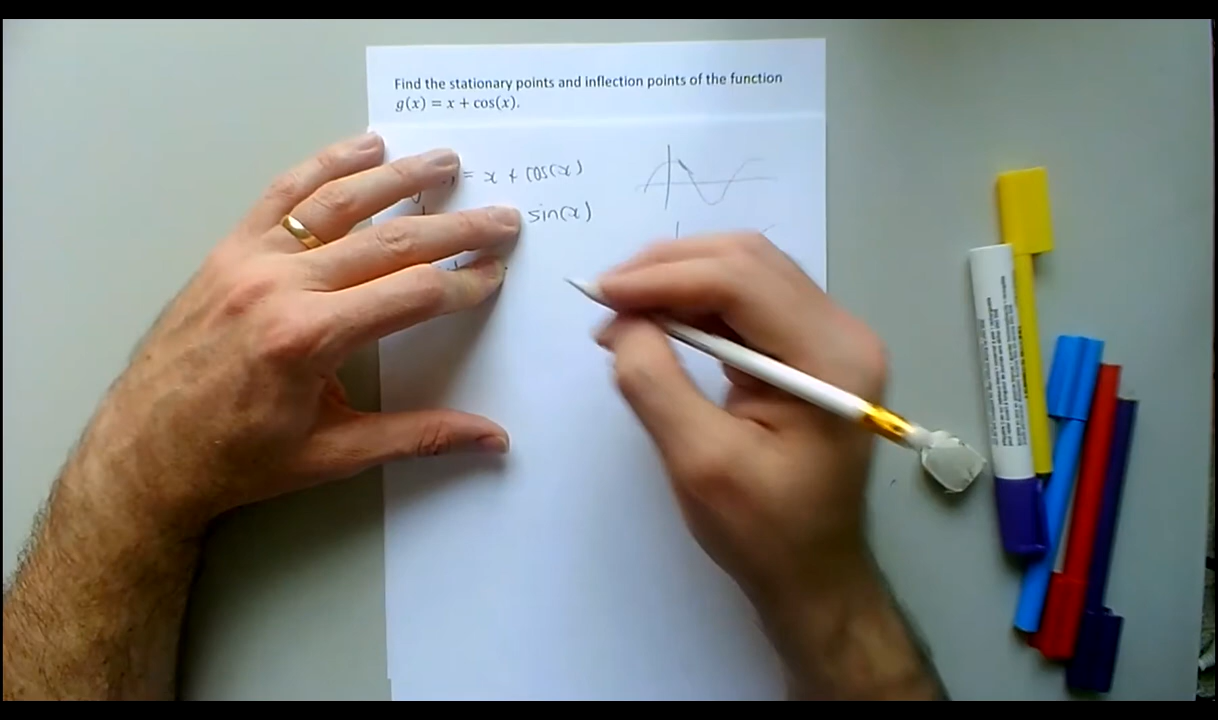 Find the stationary points and inflection points of the function
g(x) = x + cos(x).
= x + cos(x)
sin(x)